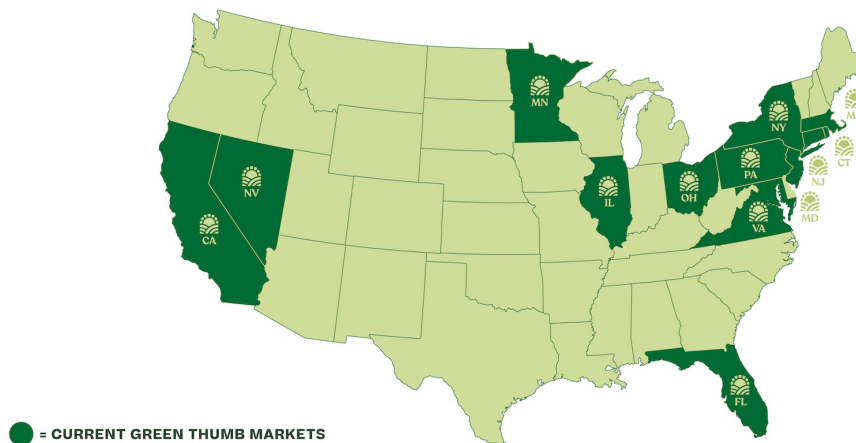 MN
NY
M
CT
PA
NJ
NV
OH
IL
MD
CA
VA
FL
= CURRENT GREEN THUMB MARKETS